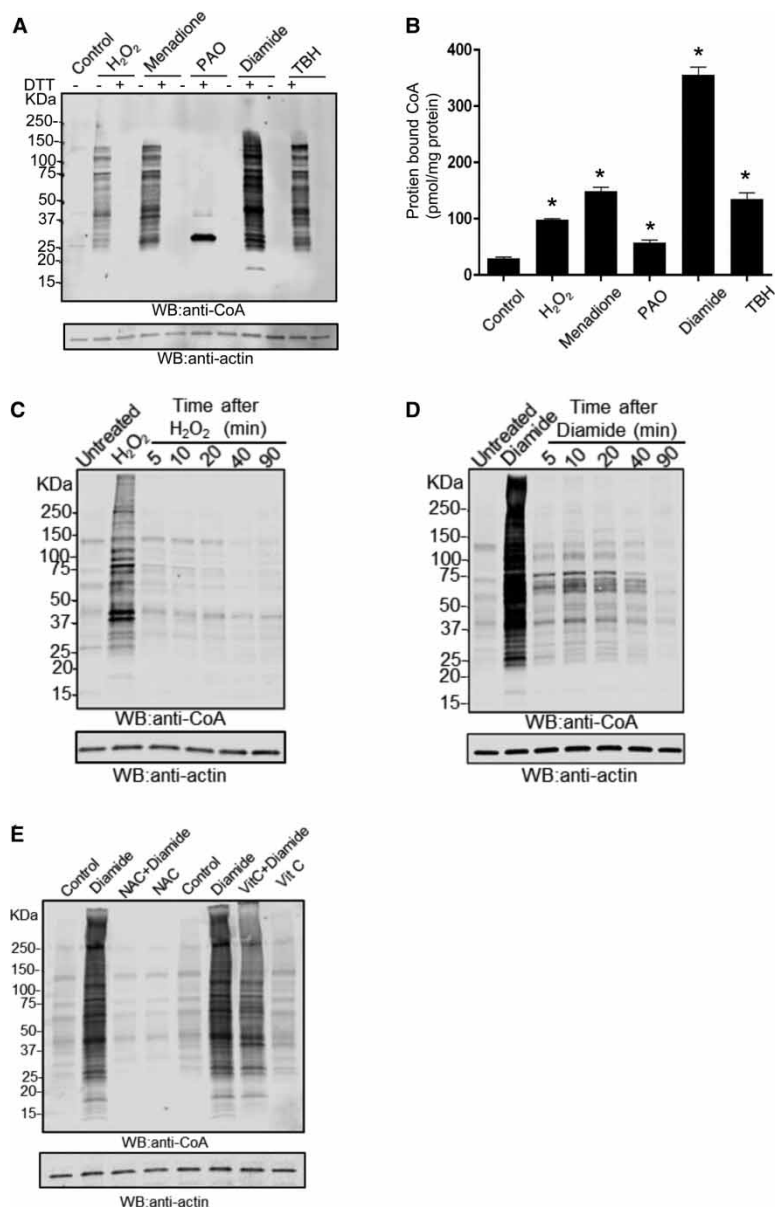 A
Control
H₂O₂
Menadione
PAO
Diamide
TBH
DTT - - + - + - + - + - +
KDa
250-
150-
100-
75-
50-
37-
25-
20-
15-
WB:anti-CoA
WB:anti-actin
B
Protien bound CoA
(pmol/mg protein)
400
300
200
100
0
* * * * *
Control
H₂O₂
Menadione
PAO
Diamide
TBH
C
Untreated
H₂O₂
Time after
H₂O₂ (min)
5 10 20 40 90
KDa
250-
150-
100-
75-
50-
37-
25-
20-
15-
WB:anti-CoA
WB:anti-actin
D
Untreated
Diamide
Time after
Diamide (min)
5 10 20 40 90
KDa
250-
150-
100-
75-
50-
37-
25-
20-
15-
WB:anti-CoA
WB:anti-actin
E
Control
Diamide
NAC+Diamide
NAC
Control
Diamide
VitC+Diamide
Vit C
KDa
250-
150-
100-
75-
50-
37-
25-
20-
15-
WB:anti-CoA
WB:anti-actin